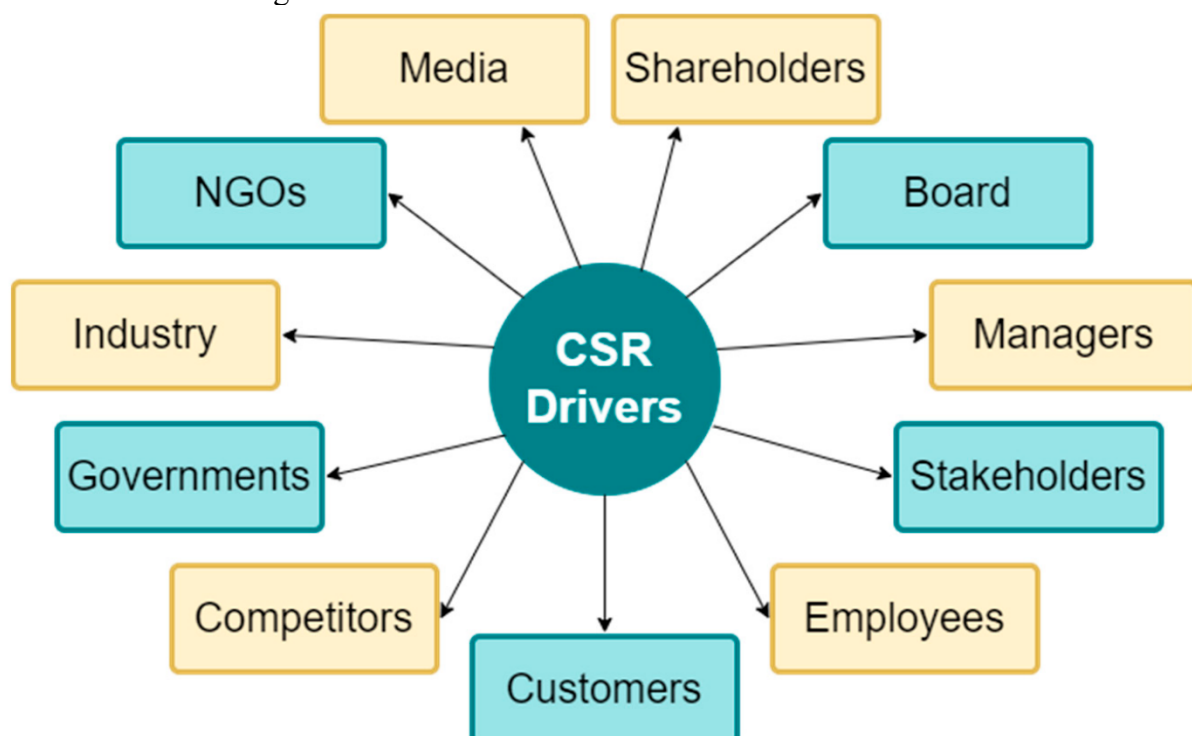 Media
Shareholders
NGOs
Board
Industry
Managers
CSR
Drivers
Governments
Stakeholders
Competitors
Employees
Customers